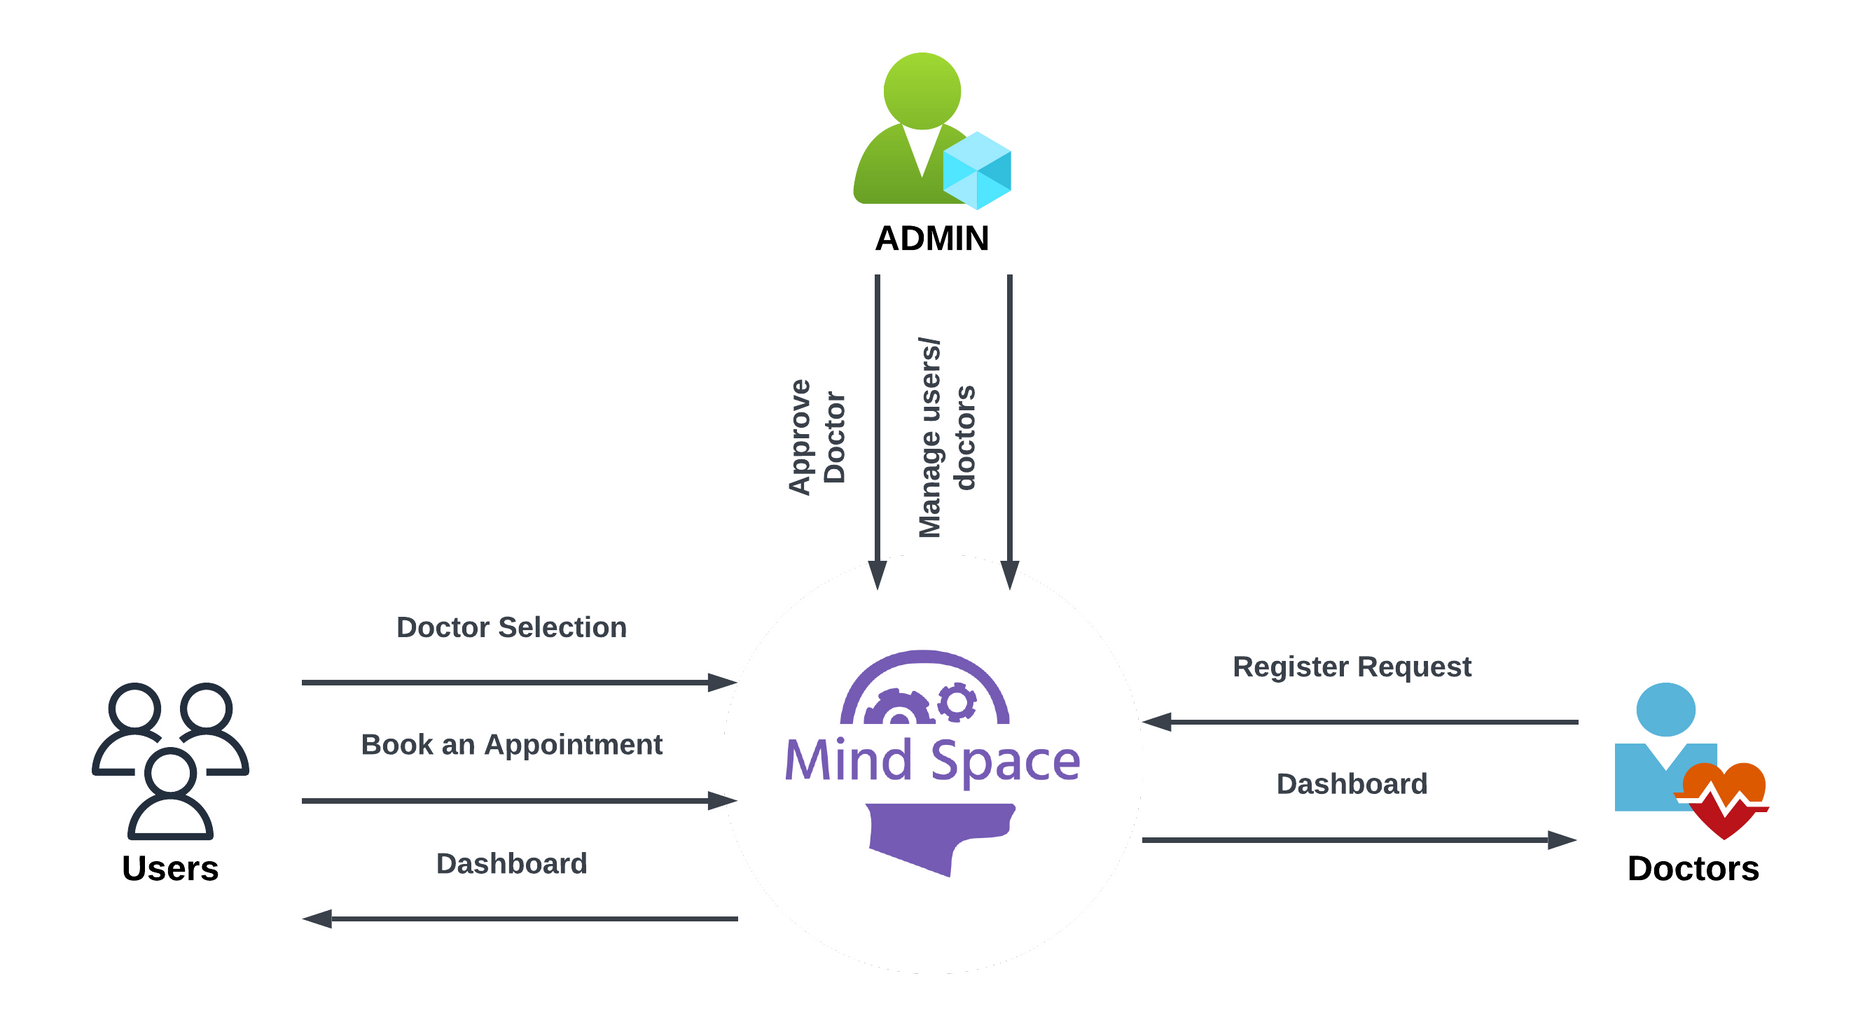 ADMIN
Approve
Doctor
Manage users/
doctors
Doctor Selection
Book an Appointment
Dashboard
Users
Mind Space
Register Request
Dashboard
Doctors